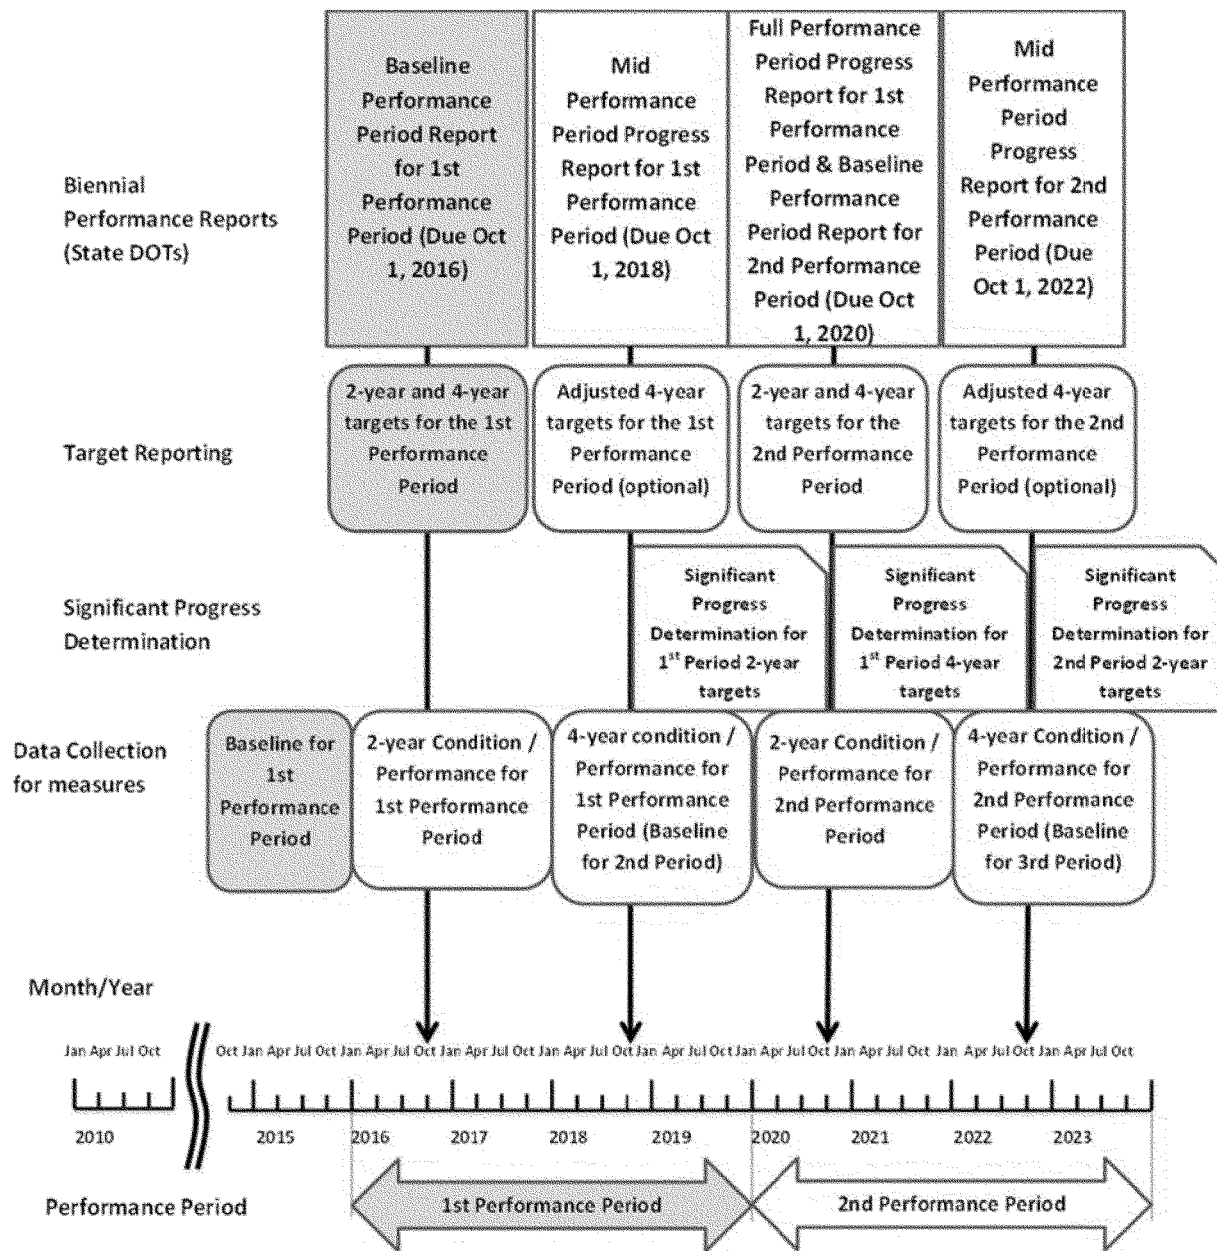 Biennial
Performance Reports
(State DOTs)
Baseline
Performance
Period Report
for 1st
Performance
Period (Due Oct
1, 2016)
Mid
Performance
Period Progress
Report for 1st
Performance
Period (Due Oct
1, 2018)
Full Performance
Period Progress
Report for 1st
Performance
Period & Baseline
Performance
Period Report for
2nd Performance
Period (Due Oct
1, 2020)
Mid
Performance
Period
Progress
Report for 2nd
Performance
Period (Due
Oct 1, 2022)
Target Reporting
2-year and 4-year
targets for the 1st
Performance
Period
Adjusted 4-year
targets for the 1st
Performance
Period (optional)
2-year and 4-year
targets for the
2nd Performance
Period
Adjusted 4-year
targets for the 2nd
Performance
Period (optional)
Significant Progress
Determination
Significant
Progress
Determination for
1st Period 2-year
targets
Significant
Progress
Determination for
1st Period 4-year
targets
Significant
Progress
Determination for
2nd Period 2-year
targets
Data Collection
for measures
Baseline for
1st
Performance
Period
2-year Condition /
Performance for
1st Performance
Period
4-year condition /
Performance for
1st Performance
Period (Baseline
for 2nd Period)
2-year Condition /
Performance for
2nd Performance
Period
4-year Condition /
Performance for
2nd Performance
Period (Baseline
for 3rd Period)
Month/Year
Jan Apr Jul Oct Oct Jan Apr Jul Oct Jan Apr Jul Oct Jan Apr Jul Oct Jan Apr Jul Oct Jan Apr Jul Oct Jan Apr Jul Oct Jan Apr Jul Oct Jan Apr Jul Oct Jan Apr Jul Oct
2010 2015 2016 2017 2018 2019 2020 2021 2022 2023
Performance Period
1st Performance Period
2nd Performance Period